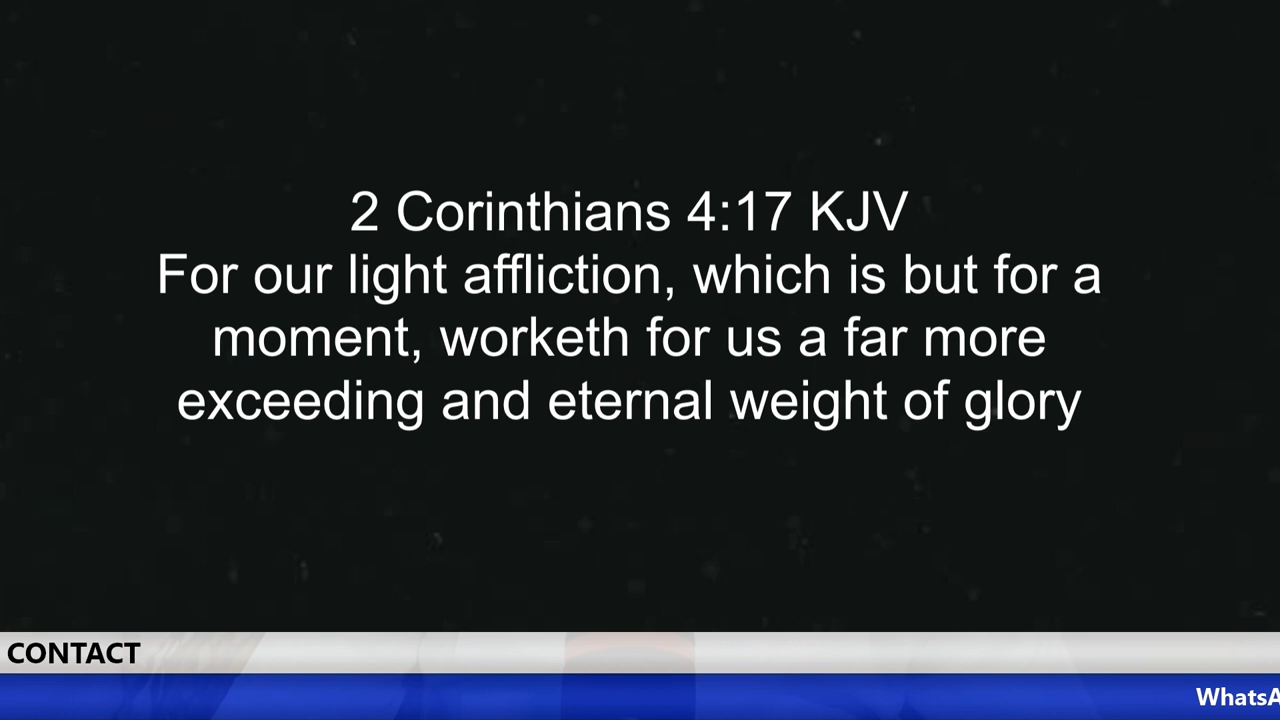 2 Corinthians 4:17 KJV
For our light affliction, which is but for a
moment, worketh for us a far more
exceeding and eternal weight of glory
CONTACT
WhatsA